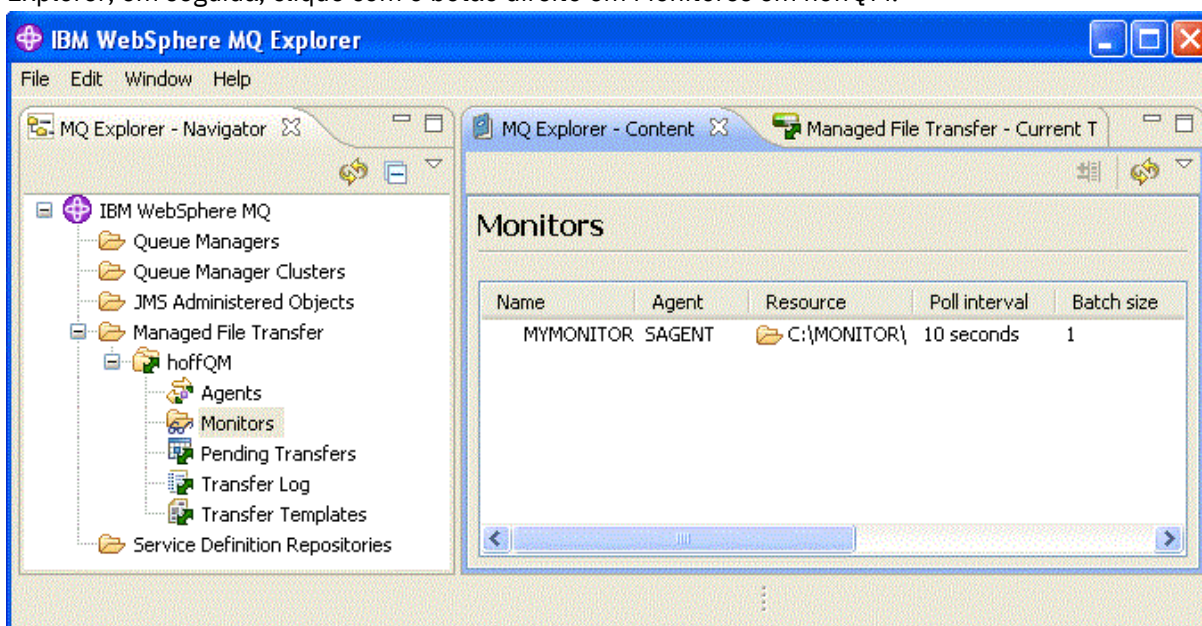 Explorer, em seguida, clique com o botão direito em Monitores em hoffQM.
IBM WebSphere MQ Explorer
File Edit Window Help
MQ Explorer - Navigator
IBM WebSphere MQ
Queue Managers
Queue Manager Clusters
JMS Administered Objects
Managed File Transfer
hoffQM
Agents
Monitors
Pending Transfers
Transfer Log
Transfer Templates
Service Definition Repositories
MQ Explorer - Content Managed File Transfer - Current T
Monitors
Name Agent Resource Poll interval Batch size
MYMONITOR SAGENT C:\MONITOR\ 10 seconds 1